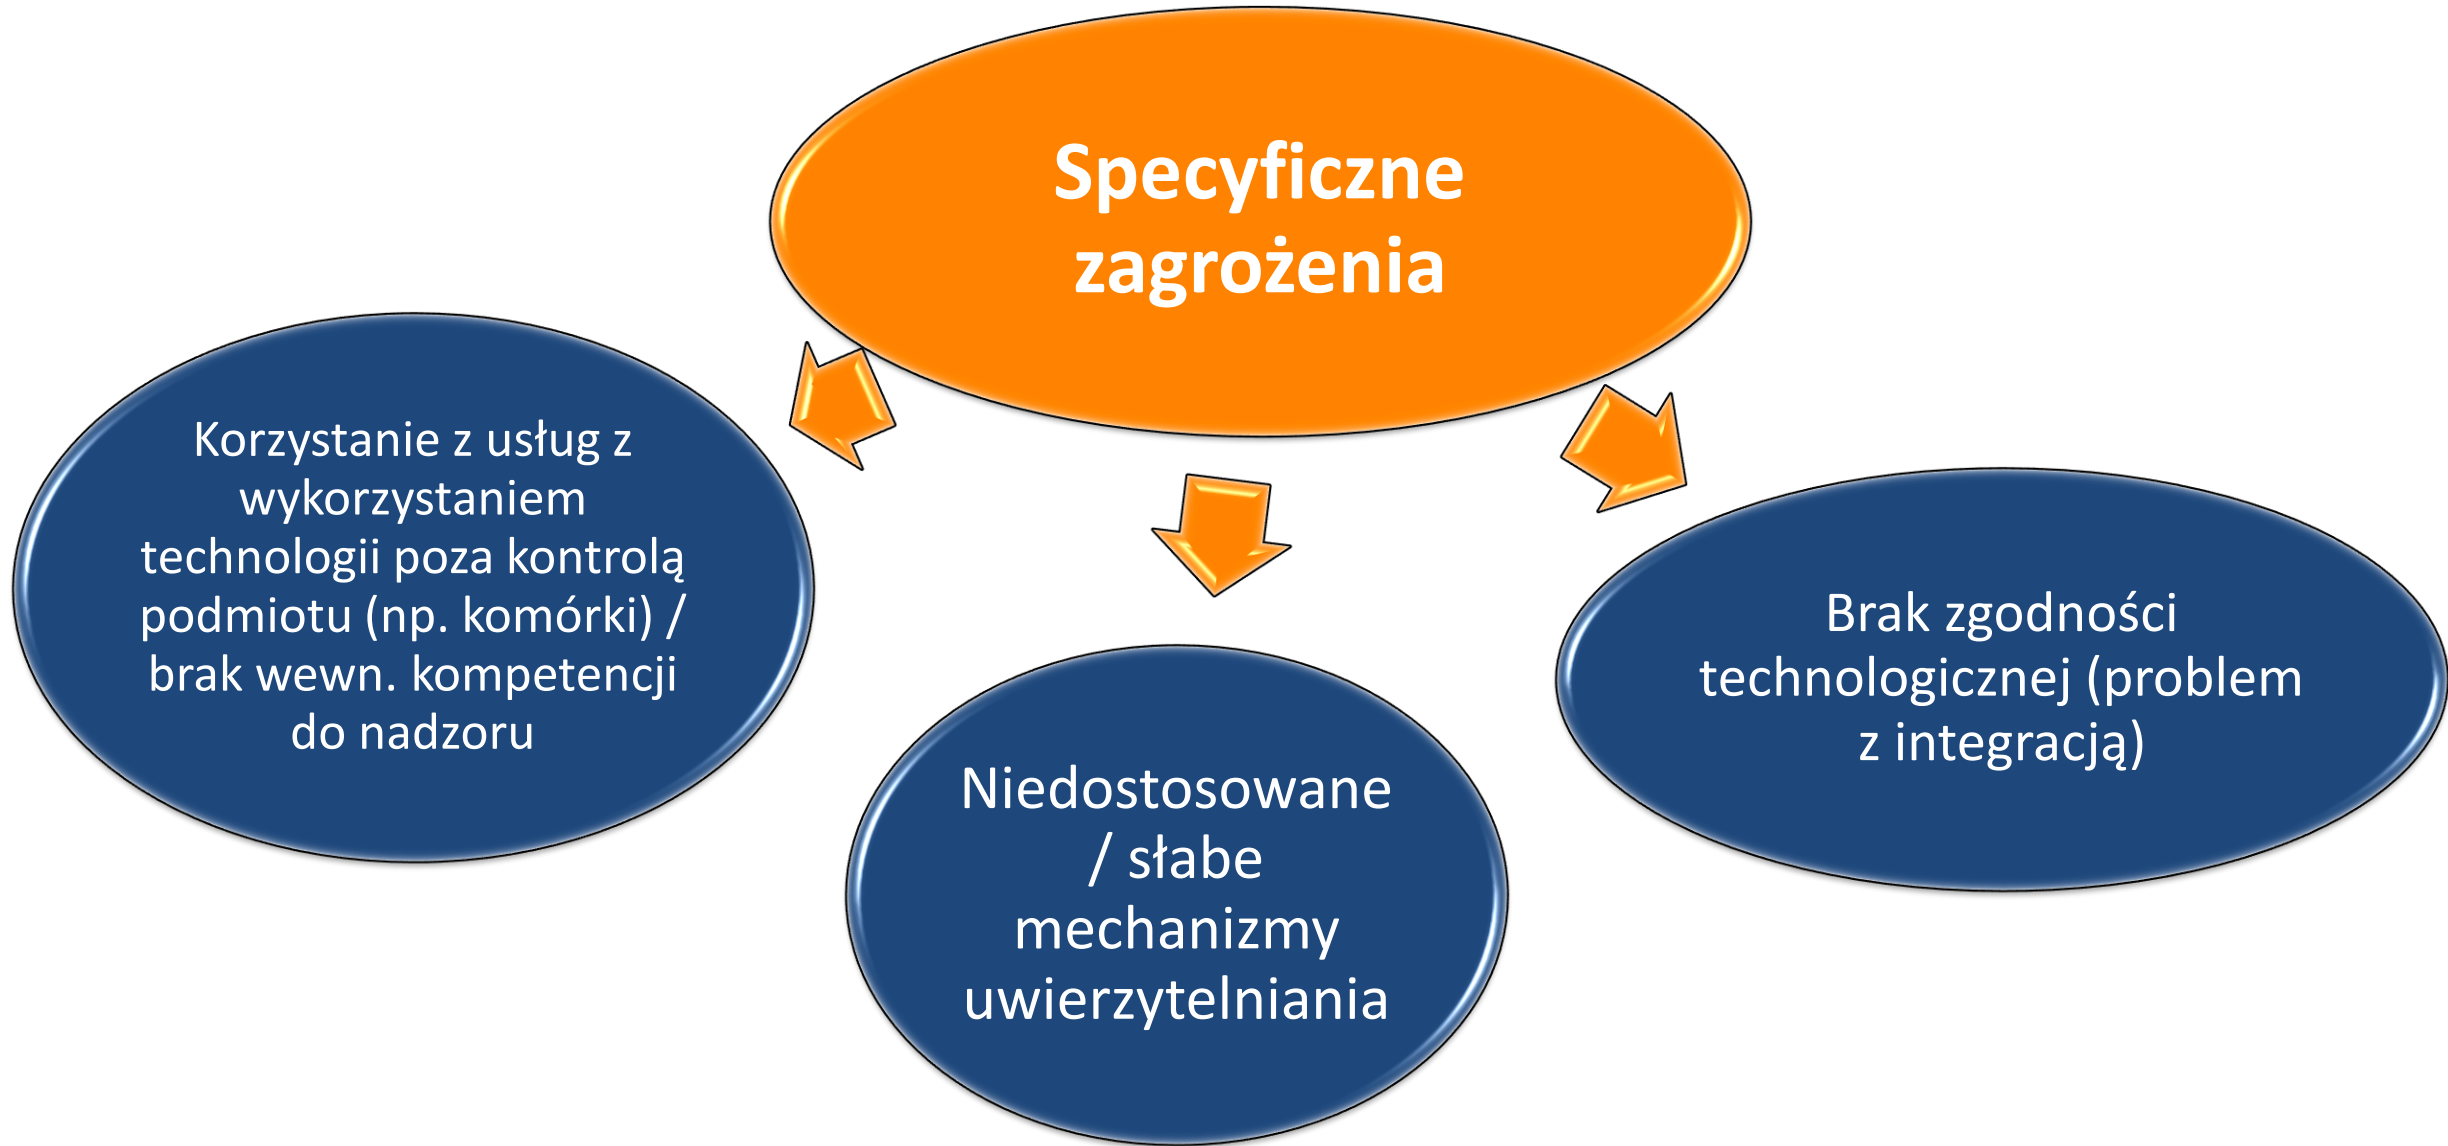 Specyficzne
zagrożenia
Korzystanie z usług z
wykorzystaniem
technologii poza kontrolą
podmiotu (np. komórki) /
brak wewn. kompetencji
do nadzoru
Niedostosowane
/ słabe
mechanizmy
uwierzytelniania
Brak zgodności
technologicznej (problem
z integracją)